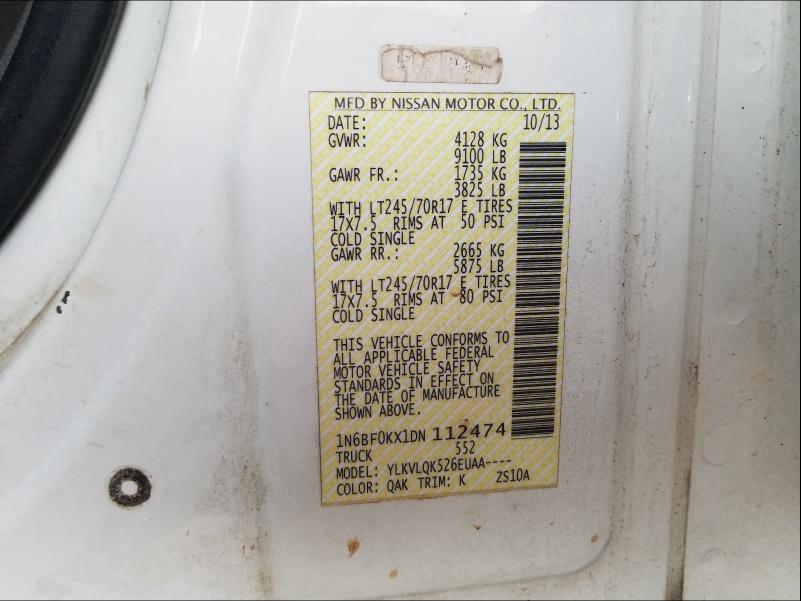 MFD BY NISSAN MOTOR CO., LTD.
DATE: 10/13
GVWR: 4128 KG
9100 LB
GAWR FR.: 1735 KG
3825 LB
WITH LT245/70R17 E TIRES
17X7.5 RIMS AT 50 PSI
COLD SINGLE
GAWR RR.: 2665 KG
5875 LB
WITH LT245/70R17 E TIRES
17X7.5 RIMS AT 80 PSI
COLD SINGLE
THIS VEHICLE CONFORMS TO
ALL APPLICABLE FEDERAL
MOTOR VEHICLE SAFETY
STANDARDS IN EFFECT ON
THE DATE OF MANUFACTURE
SHOWN ABOVE.
1N6BF0KX1DN 112474
TRUCK 552
MODEL: YLKVLQK526EUAA----
COLOR: QAK TRIM: K ZS10A